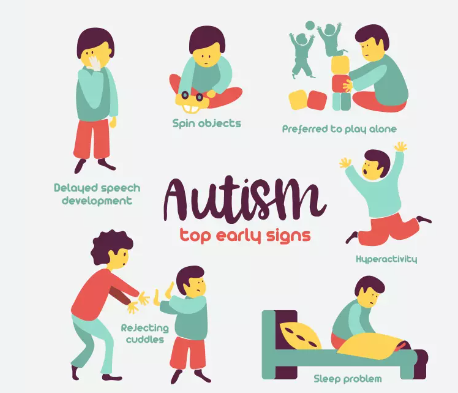 Spin objects
Preferred to play alone
Delayed speech
development
Autism
top early signs
Hyperactivity
Rejecting
cuddles
Sleep problem